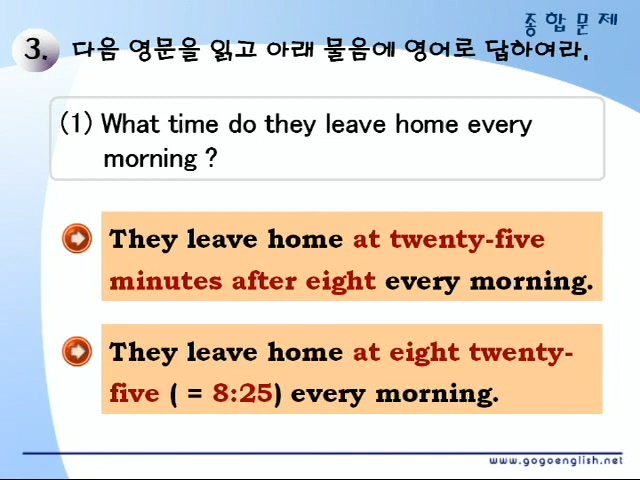 종합문제
3. 다음 영문을 읽고 아래 물음에 영어로 답하여라.
(1) What time do they leave home every
morning ?
They leave home at twenty-five
minutes after eight every morning.
They leave home at eight twenty-
five ( = 8:25) every morning.
www.gogoenglish.net